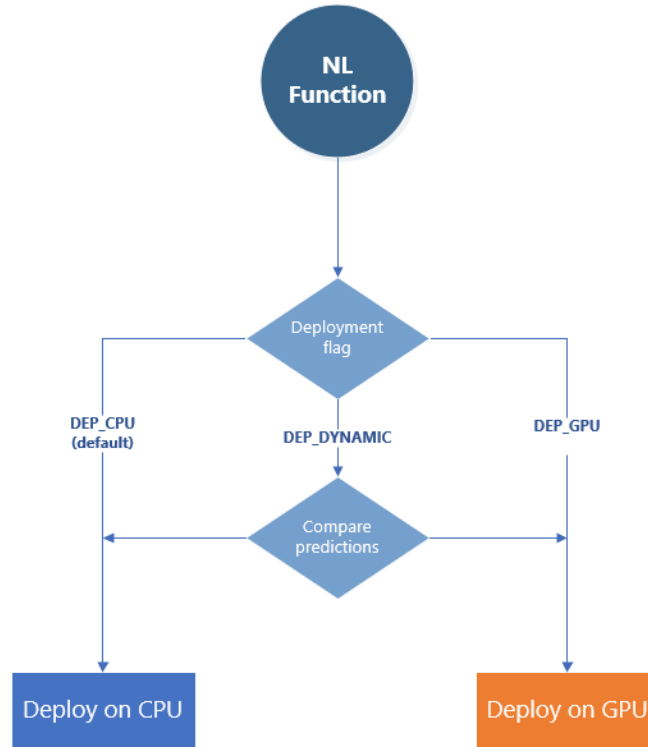 NL
Function
Deployment
flag
DEP_CPU
(default)
DEP_DYNAMIC
DEP_GPU
Compare
predictions
Deploy on CPU
Deploy on GPU